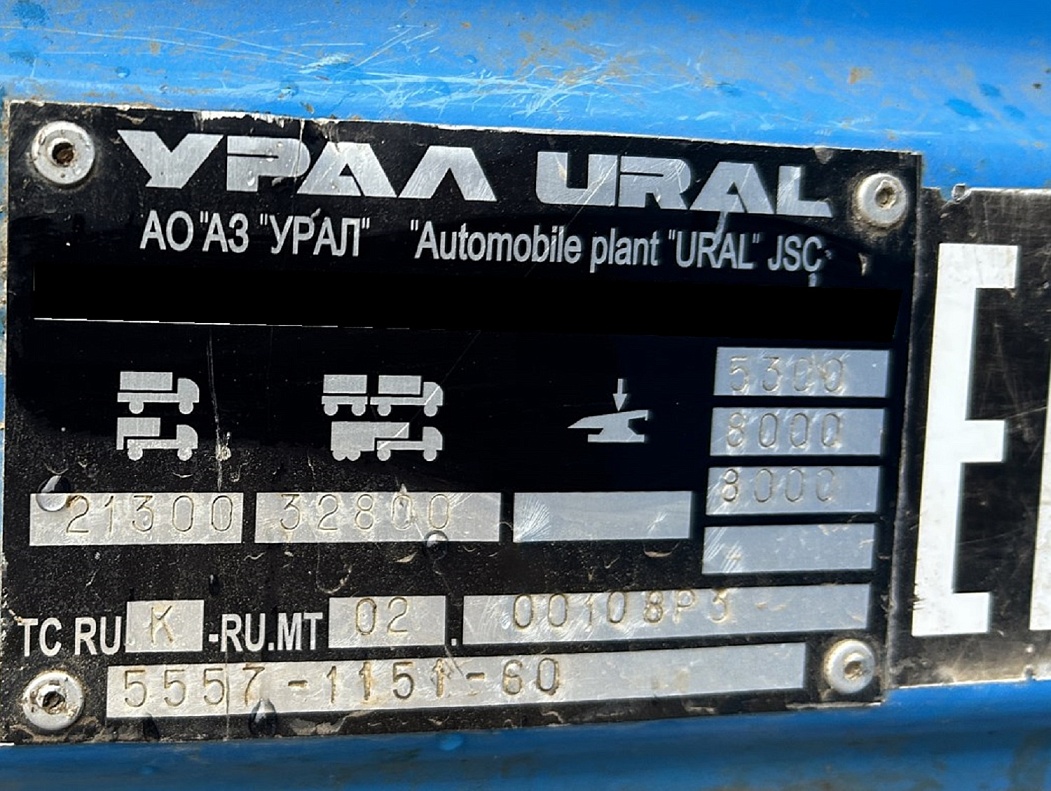 УРАЛ URAL
АО "АЗ "УРАЛ" "Automobile plant "URAL" JSC
5300
8000
8000
21300 32800
TC RU К -RU.MT 02 . 00108Р3
5557-1151-60
E